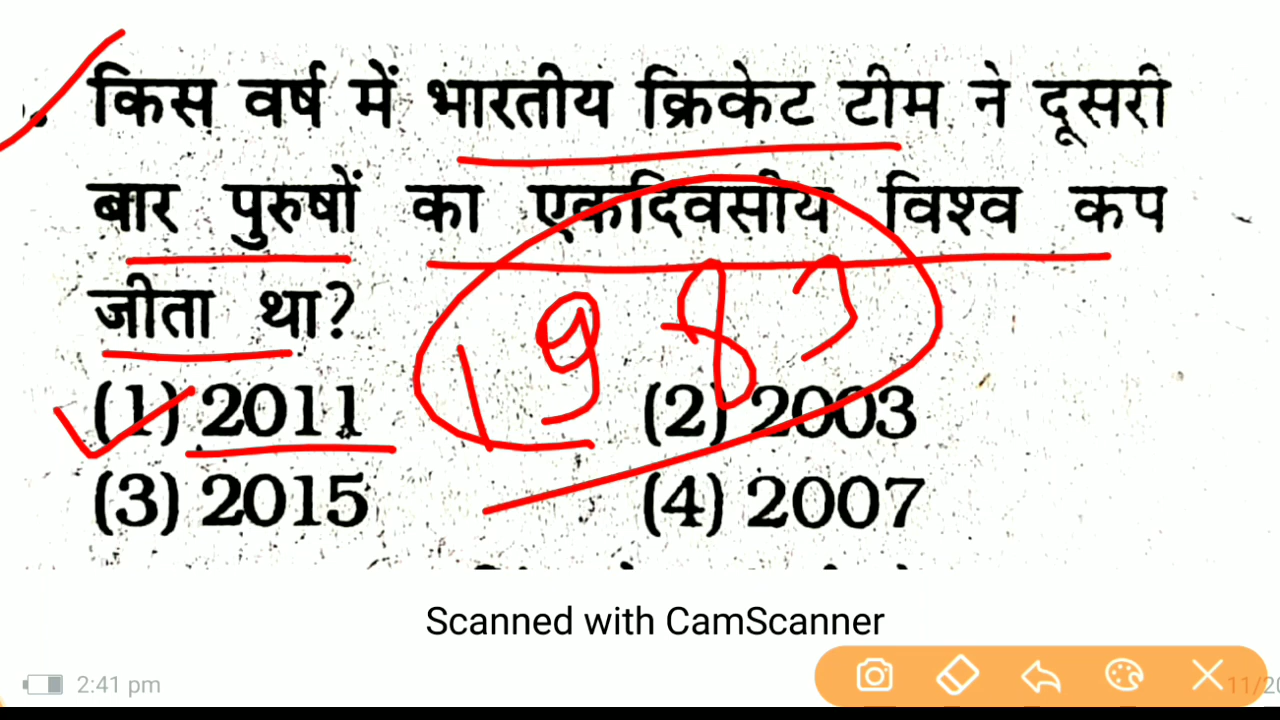 किस वर्ष में भारतीय क्रिकेट टीम ने दूसरी
बार पुरुषों का एकदिवसीय विश्व कप
जीता था?
1983
(1) 2011 (2) 2003
(3) 2015 (4) 2007
Scanned with CamScanner
2:41 pm